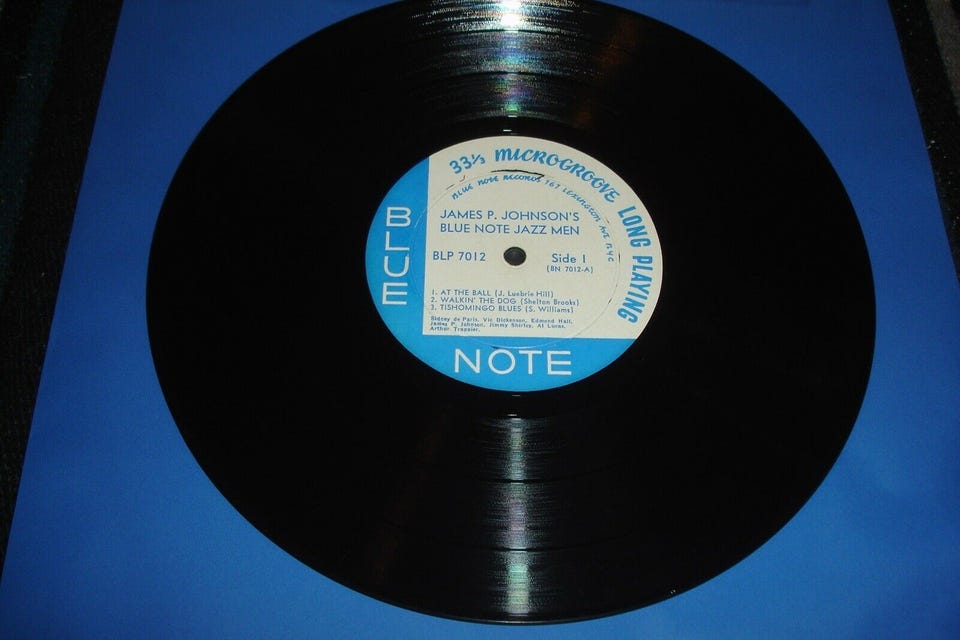 33⅓ MICROGROOVE LONG PLAYING
BLUE NOTE RECORDS 767 LEXINGTON AVE N Y C
BLUE
JAMES P. JOHNSON'S
BLUE NOTE JAZZ MEN
BLP 7012
Side 1
(BN 7012-A)
1. AT THE BALL (J. Luebrie Hill)
2. WALKIN' THE DOG (Shelton Brooks)
3. TISHOMINGO BLUES (S. Williams)
Sidney de Paris, Vic Dickenson, Edmond Hall,
James P. Johnson, Jimmy Shirley, Al Lucas,
Arthur Trappier.
NOTE